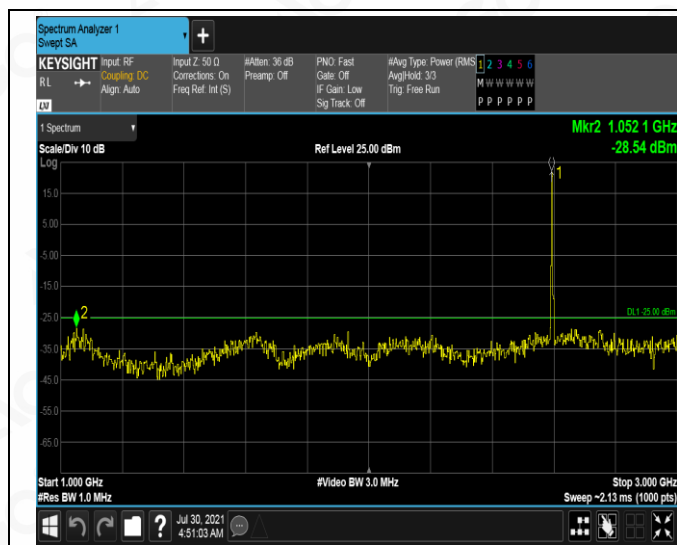 Spectrum Analyzer 1
Swept SA
+
KEYSIGHT
RL
LXI
Input: RF
Coupling: DC
Align: Auto
Input Z: 50 Ω
Corrections: On
Freq Ref: Int (S)
#Atten: 36 dB
Preamp: Off
PNO: Fast
Gate: Off
IF Gain: Low
Sig Track: Off
#Avg Type: Power (RMS
Avg|Hold: 3/3
Trig: Free Run
1 2 3 4 5 6
M W W W W W
P P P P P P
1 Spectrum
Mkr2 1.052 1 GHz
-28.54 dBm
Scale/Div 10 dB
Ref Level 25.00 dBm
Log
1
15.0
5.00
-5.00
-15.0
-25.0
2
DL1 -25.00 dBm
-35.0
-45.0
-55.0
-65.0
Start 1.000 GHz
#Video BW 3.0 MHz
Stop 3.000 GHz
#Res BW 1.0 MHz
Sweep ~2.13 ms (1000 pts)
?
Jul 30, 2021
4:51:03 AM